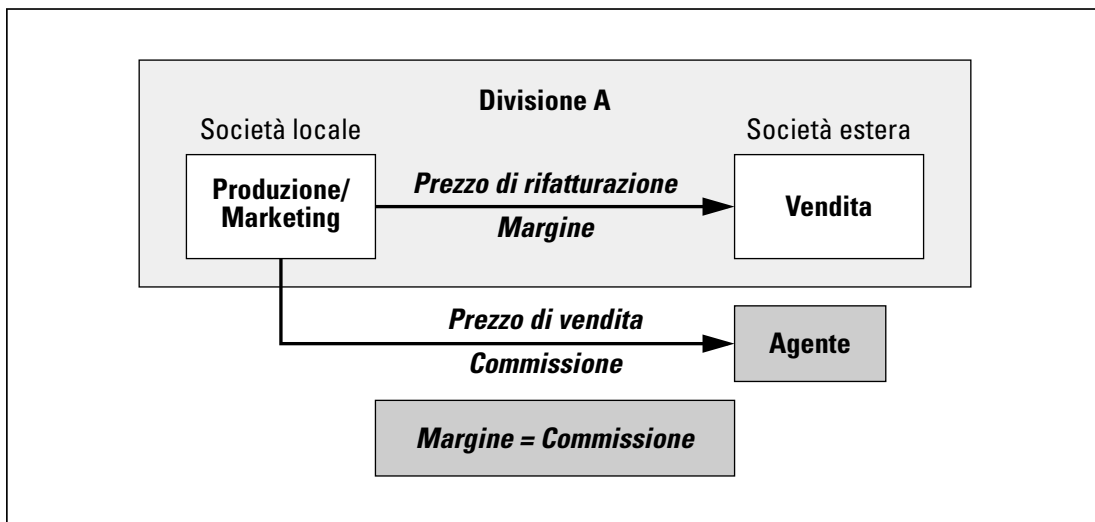 Divisione A
Società locale
Società estera
Produzione/
Marketing
Prezzo di rifatturazione
Margine
Vendita
Prezzo di vendita
Commissione
Agente
Margine = Commissione